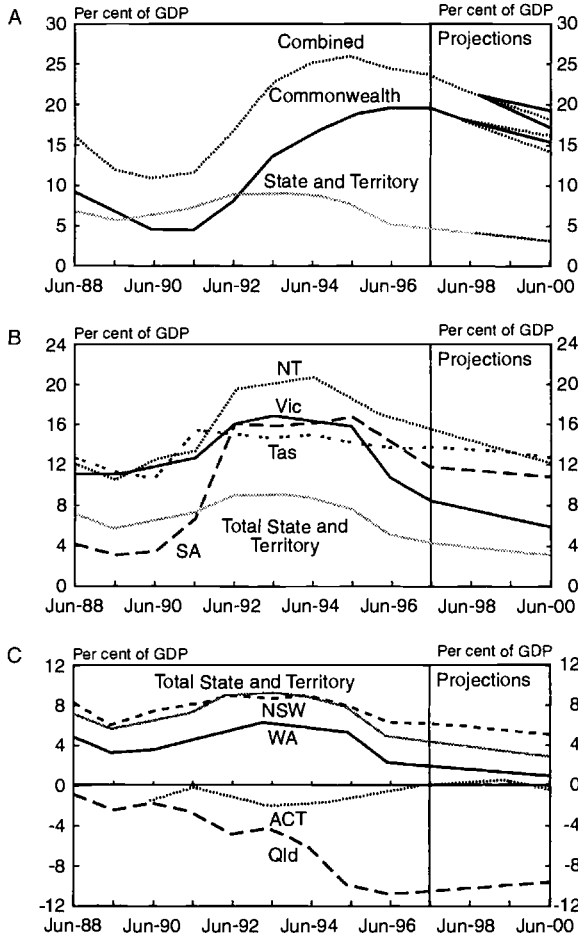 A
Per cent of GDP
Per cent of GDP
30
25
20
15
10
5
0
Combined
Commonwealth
State and Territory
Projections
30
25
20
15
10
5
0
Jun-88 Jun-90 Jun-92 Jun-94 Jun-96 Jun-98 Jun-00
B
Per cent of GDP
Per cent of GDP
24
20
16
12
8
4
0
NT
Vic
Tas
SA
Total State and
Territory
Projections
24
20
16
12
8
4
0
Jun-88 Jun-90 Jun-92 Jun-94 Jun-96 Jun-98 Jun-00
C
Per cent of GDP
Per cent of GDP
12
8
4
0
-4
-8
-12
Total State and Territory
NSW
WA
ACT
Qld
Projections
12
8
4
0
-4
-8
-12
Jun-88 Jun-90 Jun-92 Jun-94 Jun-96 Jun-98 Jun-00